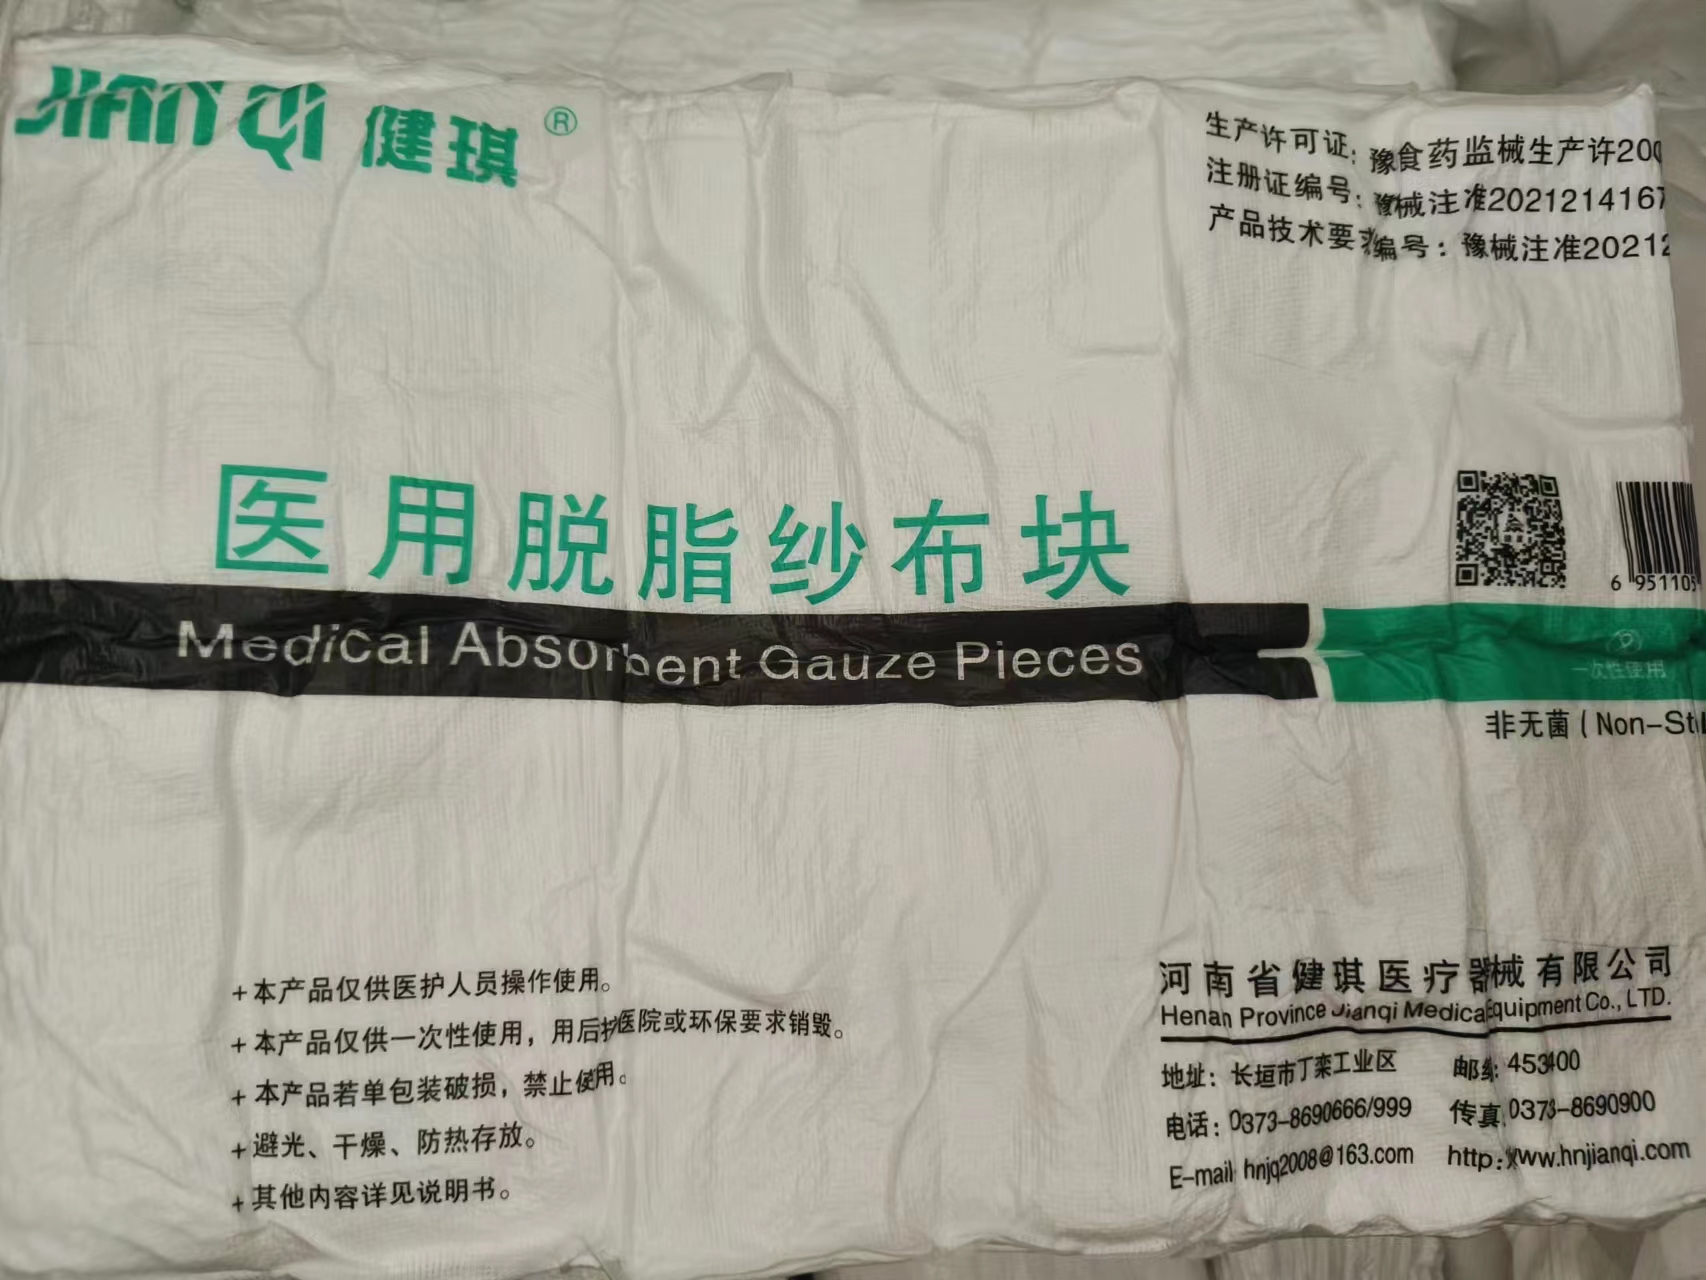 JIANQI 健琪®
生产许可证：豫食药监械生产许200
注册证编号：豫械注准202121416
产品技术要求编号：豫械注准20212
医用脱脂纱布块
6 951105
Medical Absorbent Gauze Pieces
一次性使用
非无菌（Non-St
+本产品仅供医护人员操作使用。
+本产品仅供一次性使用，用后按医院或环保要求销毁。
+本产品若单包装破损，禁止使用。
+避光、干燥、防热存放。
+其他内容详见说明书。
河南省健琪医疗器械有限公司
Henan Province Jianqi Medical Equipment Co., LTD.
地址：长垣市丁栾工业区 邮编：453400
电话：0373-8690666/999 传真：0373-8690900
E-mail hnjq2008@163.com http：www.hnjianqi.com